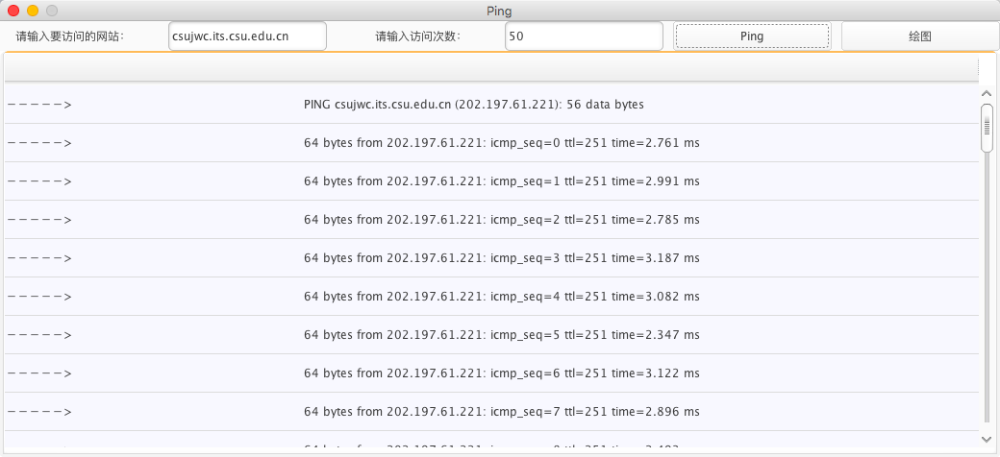 Ping
请输入要访问的网站： csujwc.its.csu.edu.cn 请输入访问次数： 50 Ping 绘图
-----> PING csujwc.its.csu.edu.cn (202.197.61.221): 56 data bytes
-----> 64 bytes from 202.197.61.221: icmp_seq=0 ttl=251 time=2.761 ms
-----> 64 bytes from 202.197.61.221: icmp_seq=1 ttl=251 time=2.991 ms
-----> 64 bytes from 202.197.61.221: icmp_seq=2 ttl=251 time=2.785 ms
-----> 64 bytes from 202.197.61.221: icmp_seq=3 ttl=251 time=3.187 ms
-----> 64 bytes from 202.197.61.221: icmp_seq=4 ttl=251 time=3.082 ms
-----> 64 bytes from 202.197.61.221: icmp_seq=5 ttl=251 time=2.347 ms
-----> 64 bytes from 202.197.61.221: icmp_seq=6 ttl=251 time=3.122 ms
-----> 64 bytes from 202.197.61.221: icmp_seq=7 ttl=251 time=2.896 ms